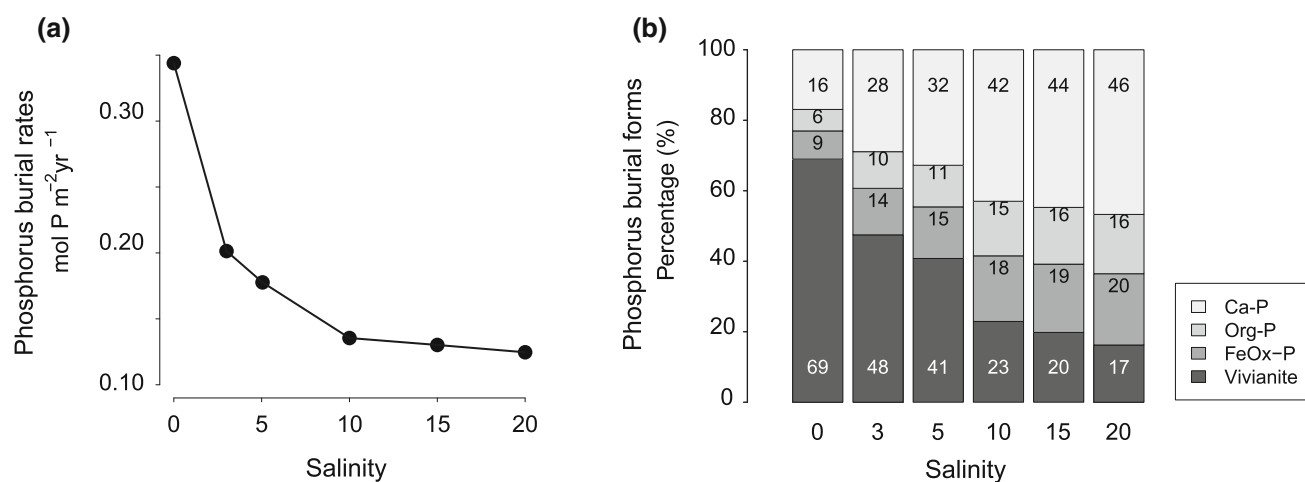 (a)
Phosphorus burial rates
mol P m⁻²yr ⁻¹
0.30
0.20
0.10
0 5 10 15 20
Salinity
(b)
Phosphorus burial forms
Percentage (%)
100
80
60
40
20
0
16 28 32 42 44 46
6 10 11 15 16 16
9 14 15 18 19 20
69 48 41 23 20 17
0 3 5 10 15 20
Salinity
Ca-P
Org-P
FeOx−P
Vivianite